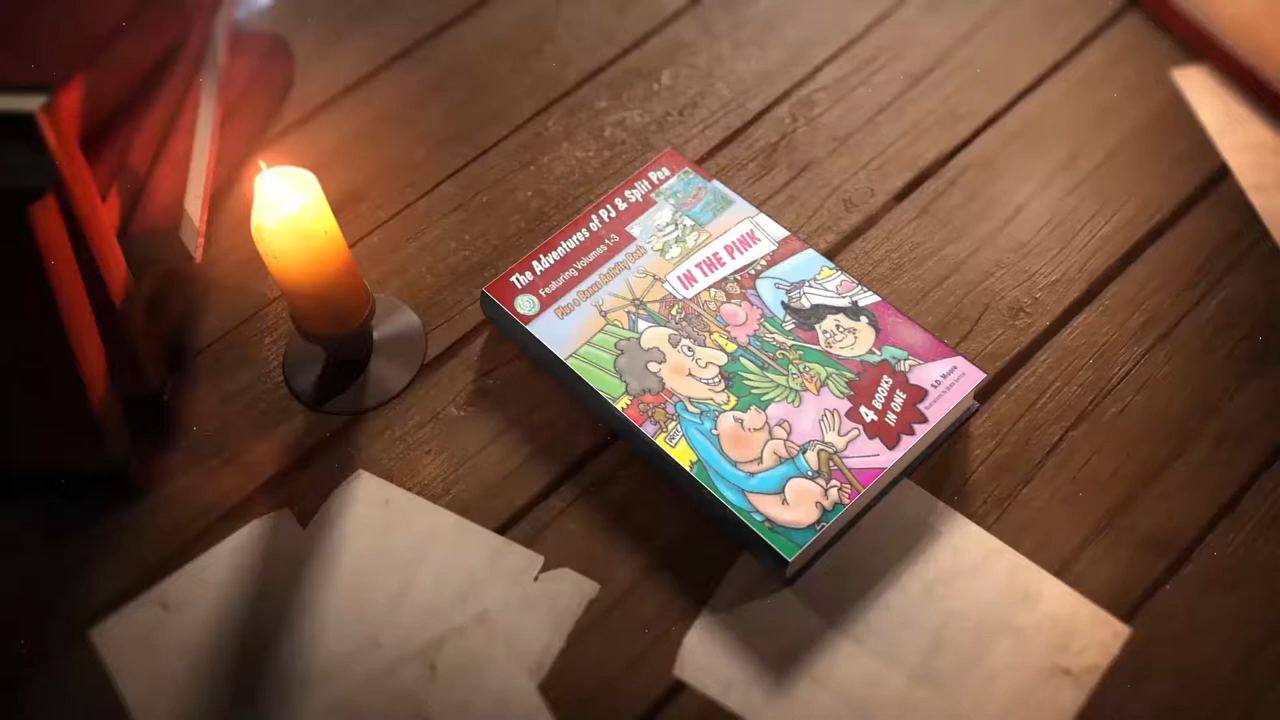 The Adventures of PJ & Split Pea
Featuring Volumes 1-3
Plus a Bonus Activity Book
IN THE PINK
4 BOOKS
IN ONE
S.D. Moore